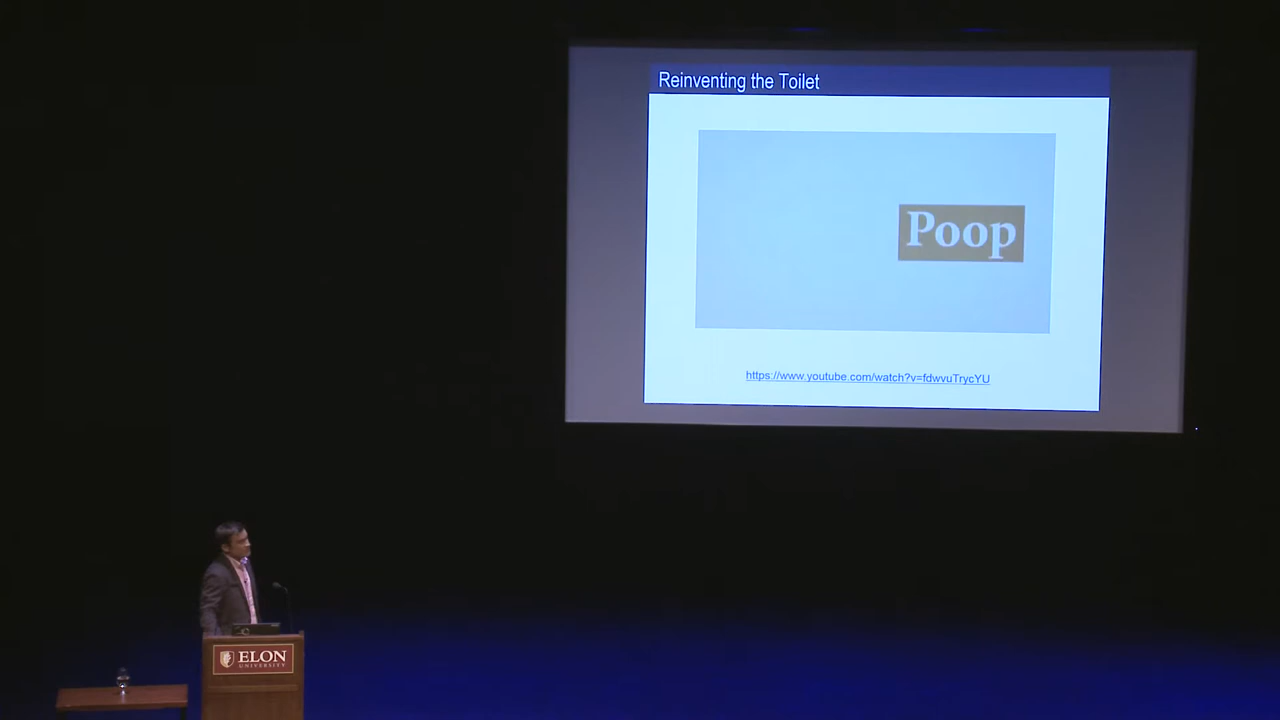 Reinventing the Toilet
Poop
https://www.youtube.com/watch?v=fdwvuTrycYU
ELON
UNIVERSITY